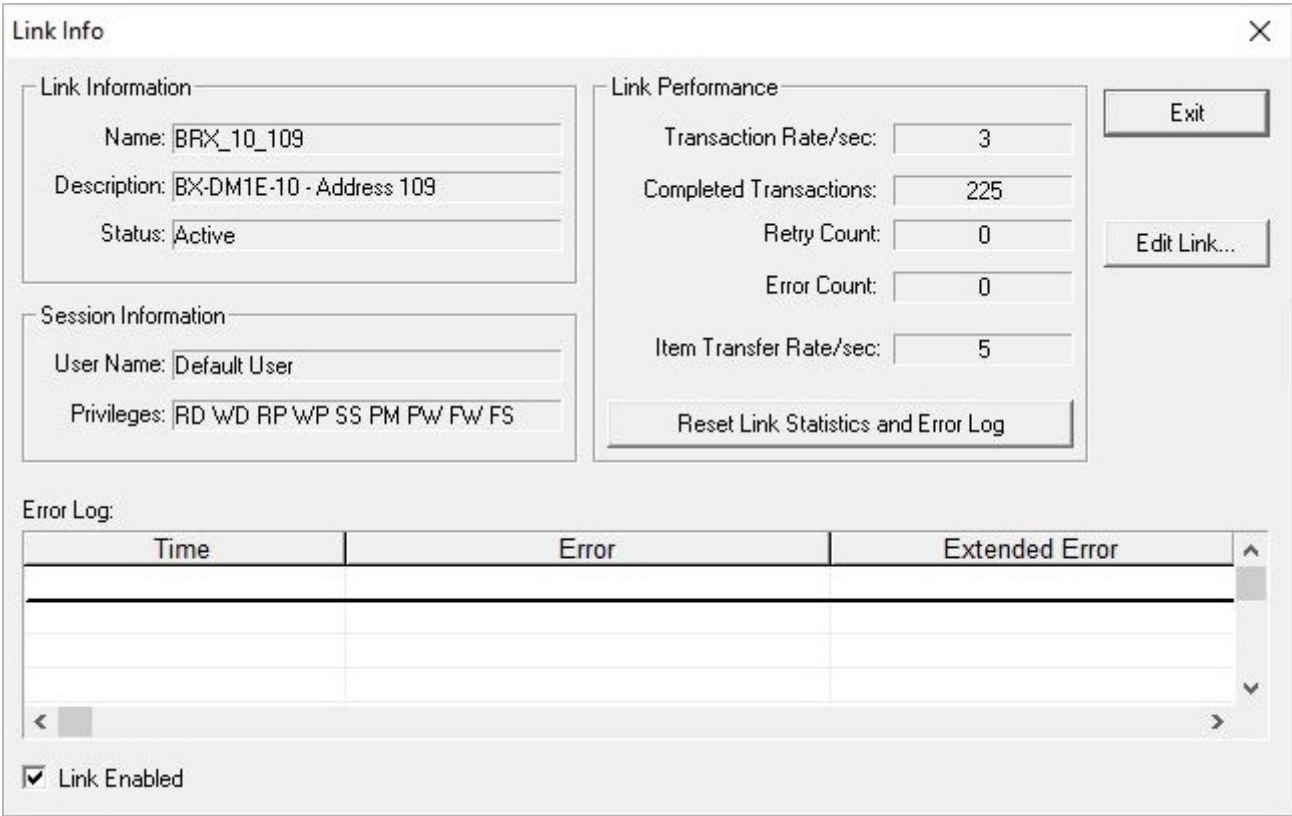 Link Info
Link Information
Name: BRX_10_109
Description: BX-DM1E-10 - Address 109
Status: Active
Session Information
User Name: Default User
Privileges: RD WD RP WP SS PM PW FW FS
Link Performance
Transaction Rate/sec: 3
Completed Transactions: 225
Retry Count: 0
Error Count: 0
Item Transfer Rate/sec: 5
Reset Link Statistics and Error Log
Exit
Edit Link...
Error Log:
Time Error Extended Error
Link Enabled